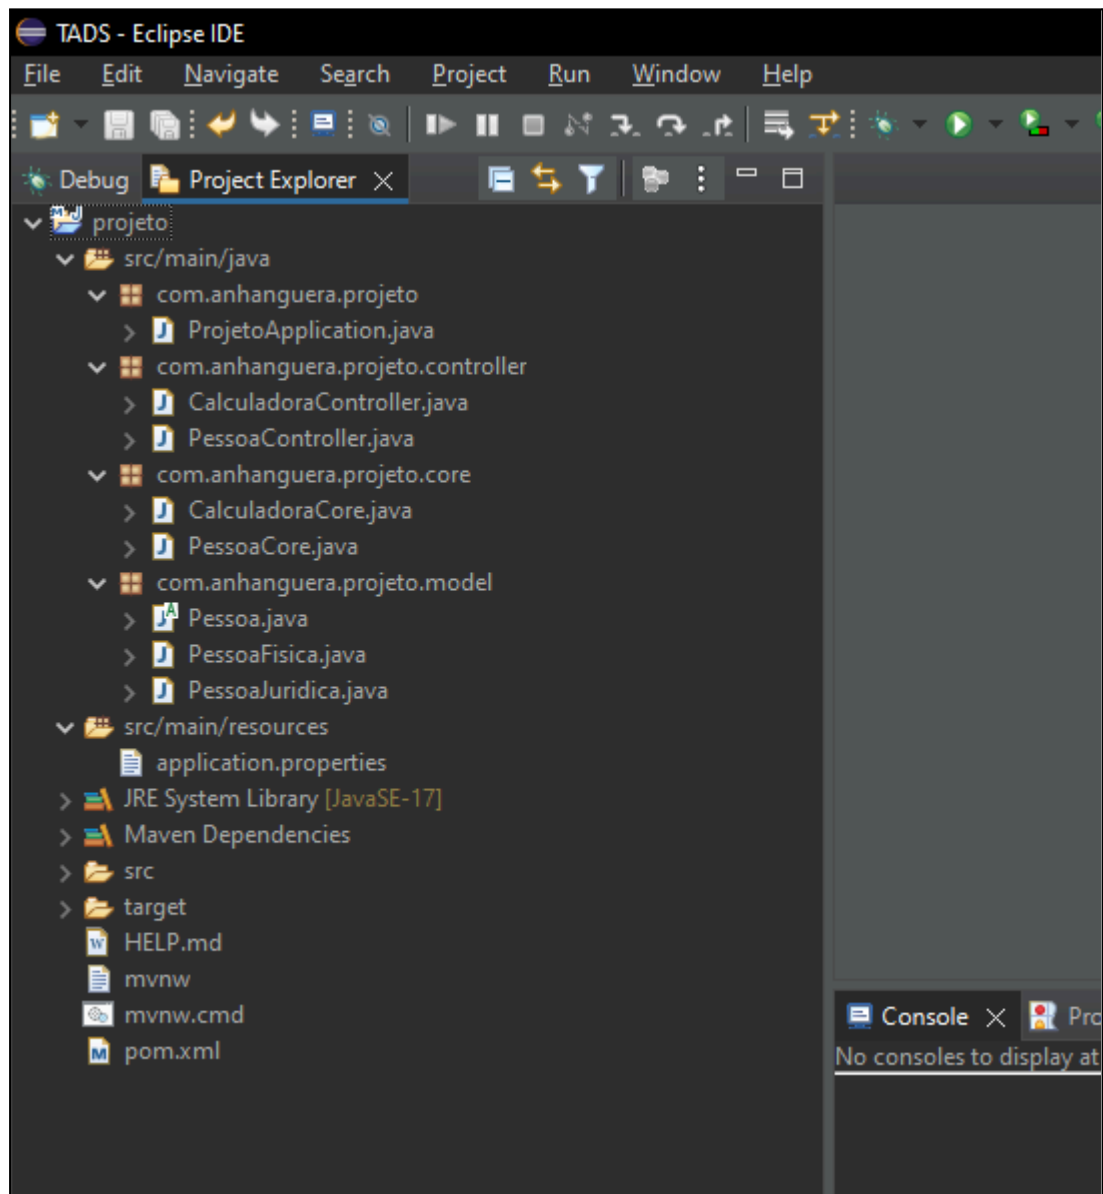 TADS - Eclipse IDE
File Edit Navigate Search Project Run Window Help
Debug Project Explorer
projeto
src/main/java
com.anhanguera.projeto
ProjetoApplication.java
com.anhanguera.projeto.controller
CalculadoraController.java
PessoaController.java
com.anhanguera.projeto.core
CalculadoraCore.java
PessoaCore.java
com.anhanguera.projeto.model
Pessoa.java
PessoaFisica.java
PessoaJuridica.java
src/main/resources
application.properties
JRE System Library [JavaSE-17]
Maven Dependencies
src
target
HELP.md
mvnw
mvnw.cmd
pom.xml
Console Pro
No consoles to display at